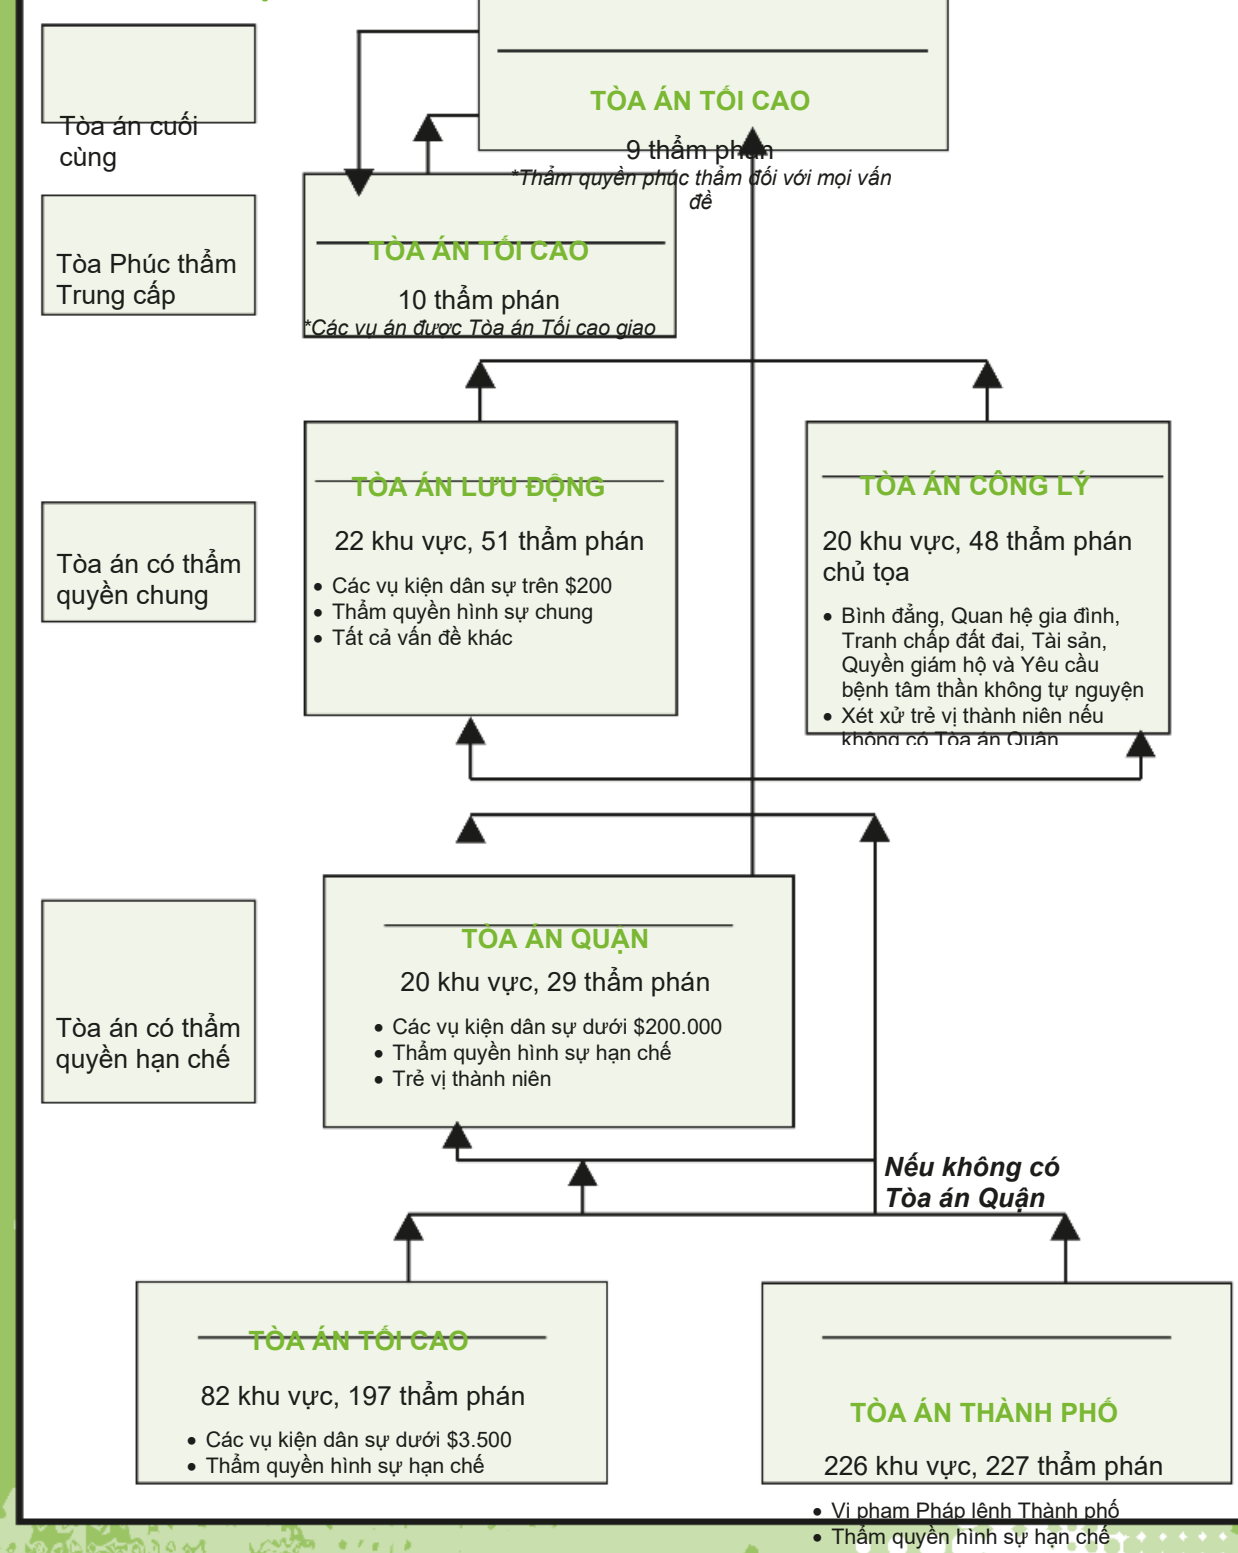 TÒA ÁN TỐI CAO
9 thẩm phán
*Thẩm quyền phúc thẩm đối với mọi vấn
đề
Tòa án cuối
cùng
TÒA ÁN TỐI CAO
10 thẩm phán
*Các vụ án được Tòa án Tối cao giao
Tòa Phúc thẩm
Trung cấp
TÒA ÁN LƯU ĐỘNG
22 khu vực, 51 thẩm phán
• Các vụ kiện dân sự trên $200
• Thẩm quyền hình sự chung
• Tất cả vấn đề khác
TÒA ÁN CÔNG LÝ
20 khu vực, 48 thẩm phán
chủ tọa
• Bình đẳng, Quan hệ gia đình,
Tranh chấp đất đai, Tài sản,
Quyền giám hộ và Yêu cầu
bệnh tâm thần không tự nguyện
• Xét xử trẻ vị thành niên nếu
không có Tòa án Quận
Tòa án có thẩm
quyền chung
TÒA ÁN QUẬN
20 khu vực, 29 thẩm phán
• Các vụ kiện dân sự dưới $200.000
• Thẩm quyền hình sự hạn chế
• Trẻ vị thành niên
Tòa án có thẩm
quyền hạn chế
Nếu không có
Tòa án Quận
TÒA ÁN TỐI CAO
82 khu vực, 197 thẩm phán
• Các vụ kiện dân sự dưới $3.500
• Thẩm quyền hình sự hạn chế
TÒA ÁN THÀNH PHỐ
226 khu vực, 227 thẩm phán
• Vi phạm Pháp lệnh Thành phố
• Thẩm quyền hình sự hạn chế